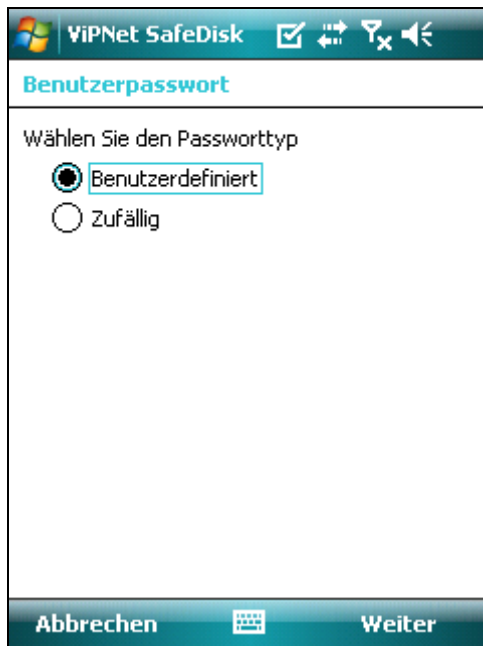 ViPNet SafeDisk
Benutzerpasswort
Wählen Sie den Passworttyp
Benutzerdefiniert
Zufällig
Abbrechen Weiter